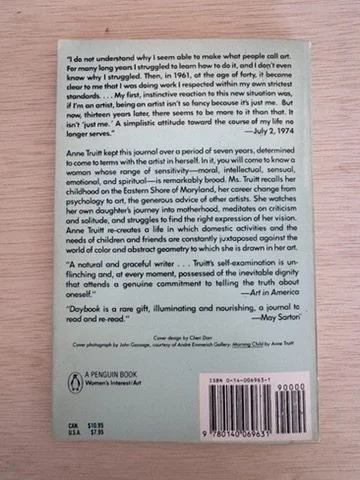 "I do not understand why I seem able to make what people call art.
For many long years I struggled to learn how to do it, and I don't even
know why I struggled. Then, in 1961, at the age of forty, it became
clear to me that I was doing work I respected within my own strictest
standards. . . . My first, instinctive reaction to this new situation was,
if I'm an artist, being an artist isn't so fancy because it's just me. But
now, thirteen years later, there seems to be more to it than that. It
isn't 'just me.' A simplistic attitude toward the course of my life no
longer serves."
—July 2, 1974
Anne Truitt kept this journal over a period of seven years, determined
to come to terms with the artist in herself. In it, you will come to know a
woman whose range of sensitivity—moral, intellectual, sensual,
emotional, and spiritual—is remarkably broad. Ms. Truitt recalls her
childhood on the Eastern Shore of Maryland, her career change from
psychology to art, the generous advice of other artists. She watches
her own daughter's journey into motherhood, meditates on criticism
and solitude, and struggles to find the right expression of her vision.
Anne Truitt re-creates a life in which domestic activities and the
needs of children and friends are constantly juxtaposed against the
world of color and abstract geometry to which she is drawn in her art.
"A natural and graceful writer . . . Truitt's self-examination is un-
flinching and, at every moment, possessed of the inevitable dignity
that attends a genuine commitment to telling the truth about
oneself."
—Art in America
"Daybook is a rare gift, illuminating and nourishing, a journal to
read and re-read."
—May Sarton
Cover design by Cheri Dorr
Cover photograph by John Gossage, courtesy of André Emmerich Gallery: Morning Child by Anne Truitt
A PENGUIN BOOK
Women's Interest/Art
CAN. $10.95
U.S.A. $7.95
ISBN 0-14-006963-1
90000
9 780140 069631